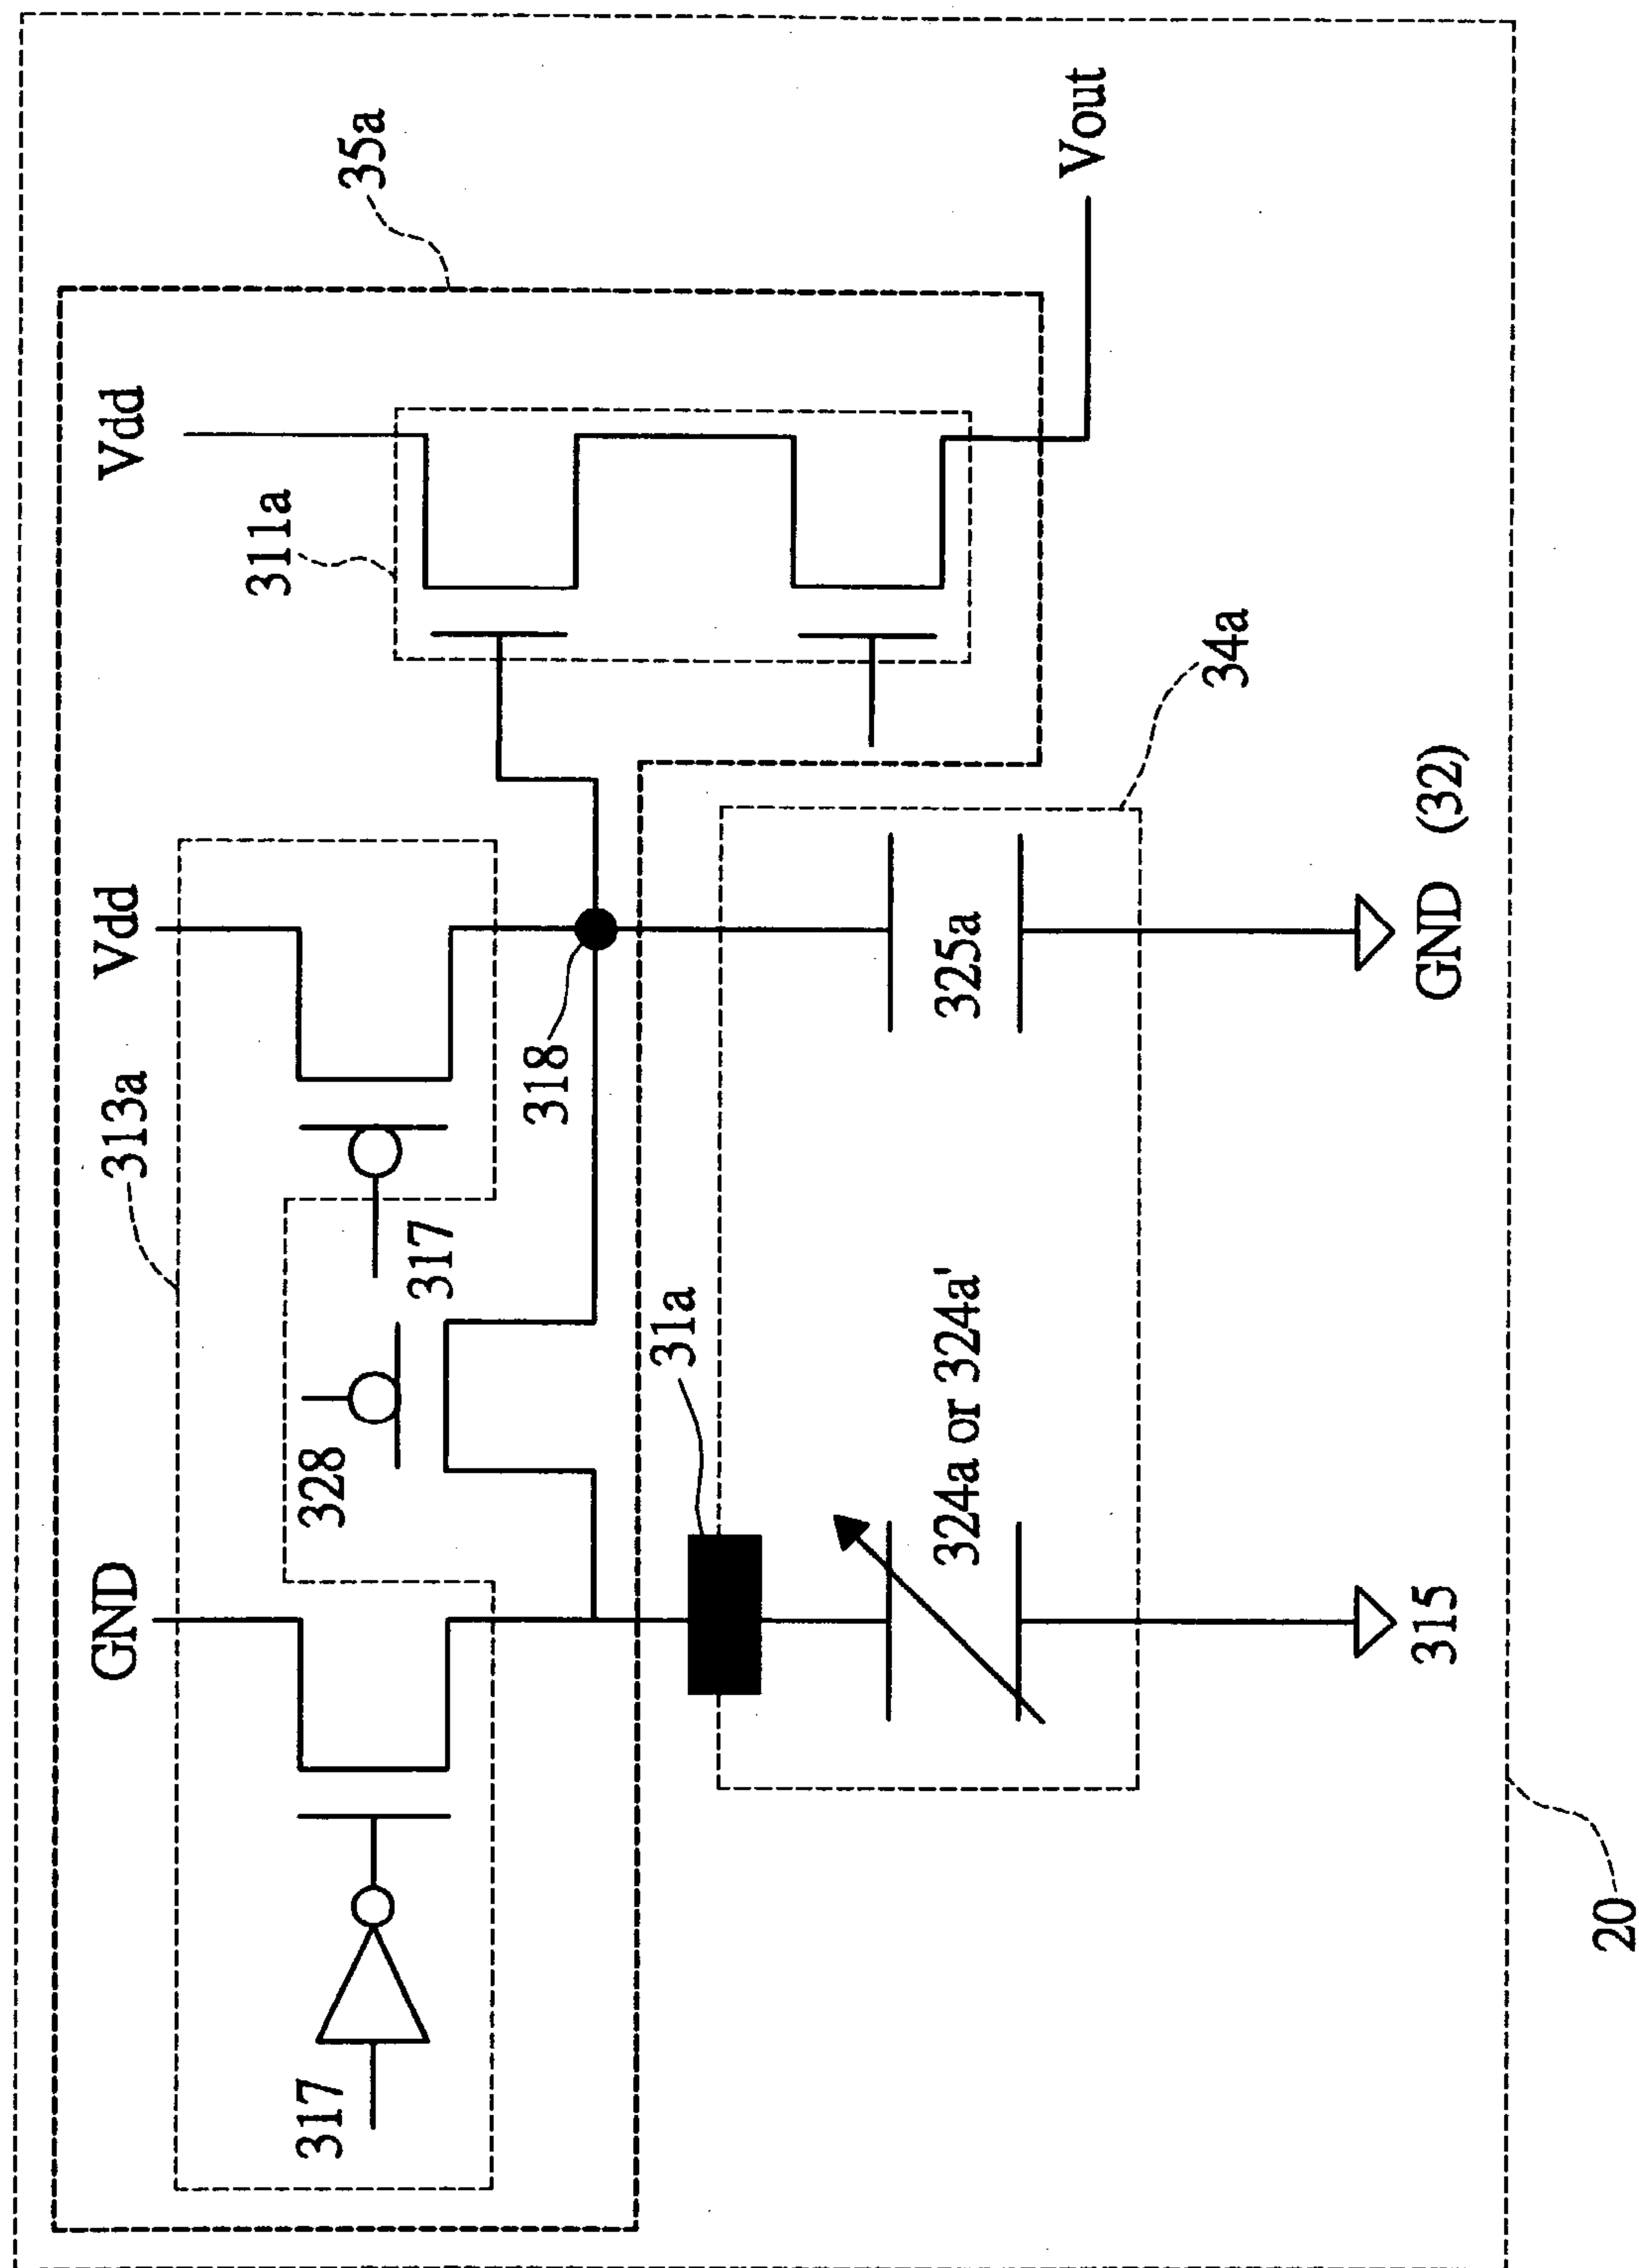 GND
313a
Vdd
Vdd
311a
317
328
35a
317
318
31a
324a or 324a'
325a
Vout
34a
315
GND (32)
20